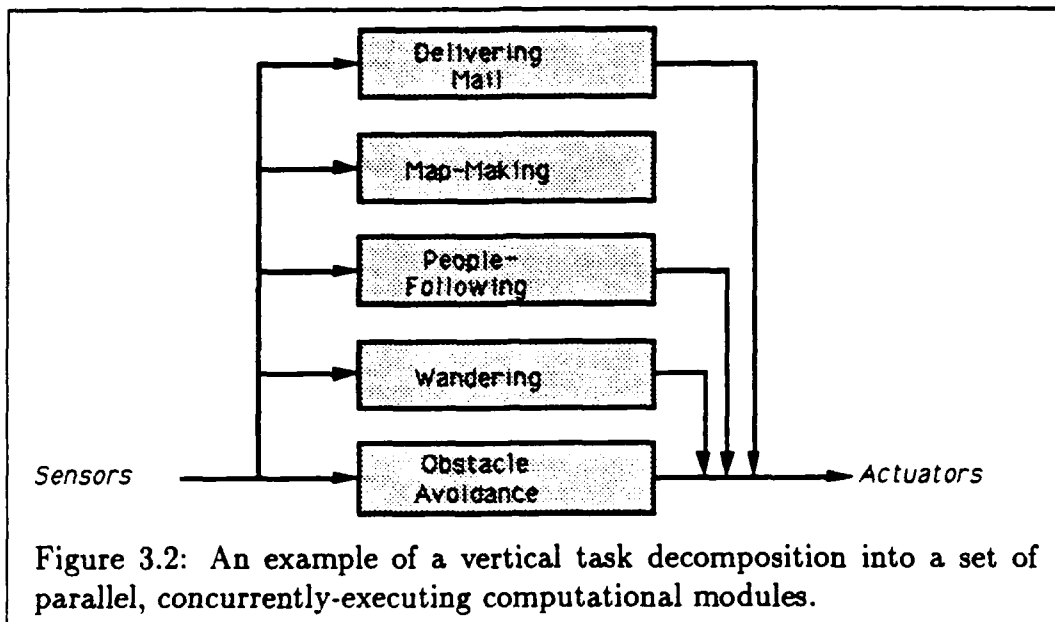 Delivering
Mail
Map-Making
People-
Following
Wandering
Obstacle
Avoidance
Sensors
Actuators
Figure 3.2: An example of a vertical task decomposition into a set of
parallel, concurrently-executing computational modules.